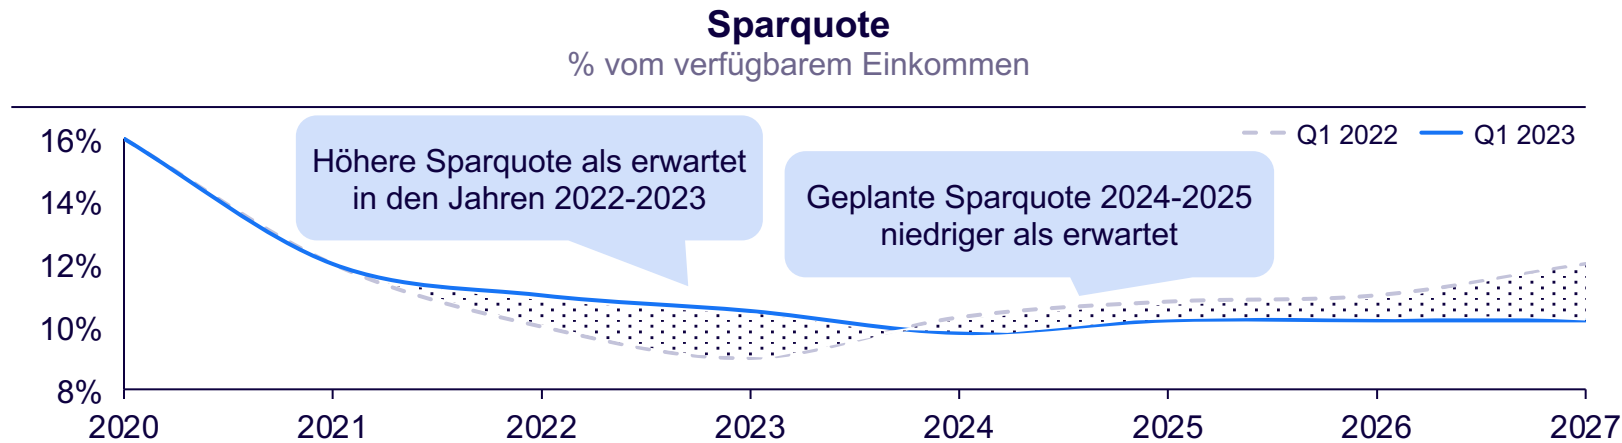 Sparquote
% vom verfügbarem Einkommen
Q1 2022
Q1 2023
16%
14%
12%
10%
8%
Höhere Sparquote als erwartet
in den Jahren 2022-2023
Geplante Sparquote 2024-2025
niedriger als erwartet
2020
2021
2022
2023
2024
2025
2026
2027